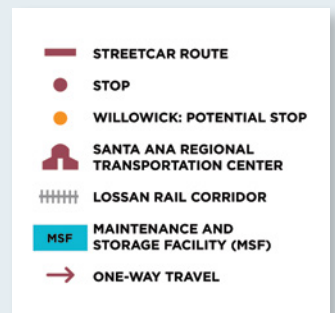 STREETCAR ROUTE
STOP
WILLOWICK: POTENTIAL STOP
SANTA ANA REGIONAL
TRANSPORTATION CENTER
LOSSAN RAIL CORRIDOR
MSF
MAINTENANCE AND
STORAGE FACILITY (MSF)
ONE-WAY TRAVEL